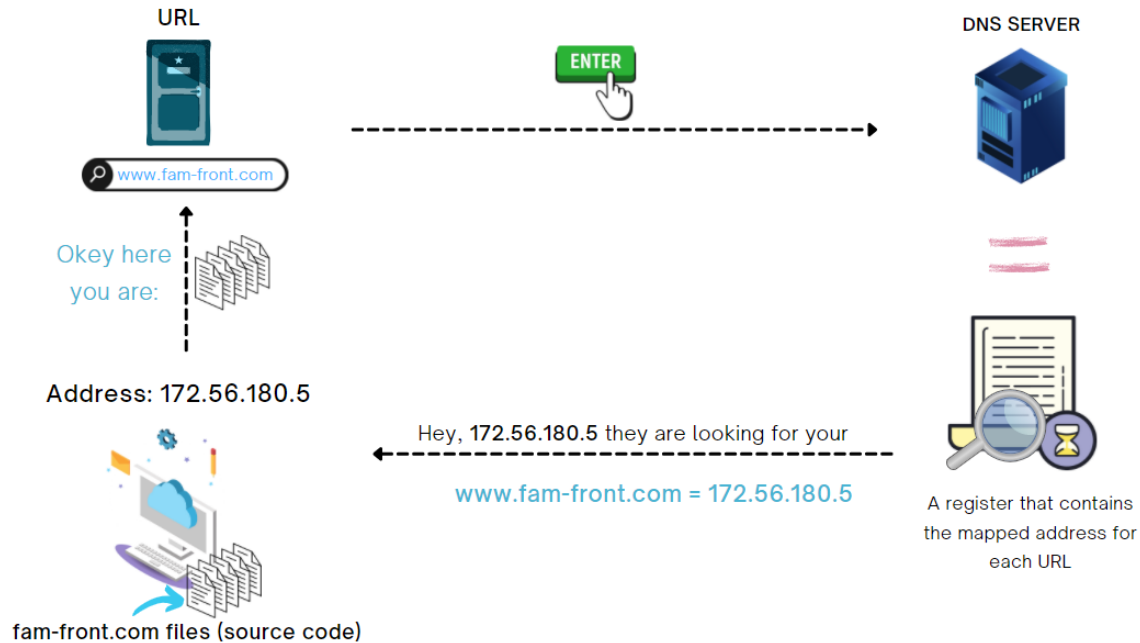 URL
DNS SERVER
ENTER
www.fam-front.com
Okey here
you are:
Address: 172.56.180.5
Hey, 172.56.180.5 they are looking for your
www.fam-front.com = 172.56.180.5
A register that contains
the mapped address for
each URL
fam-front.com files (source code)